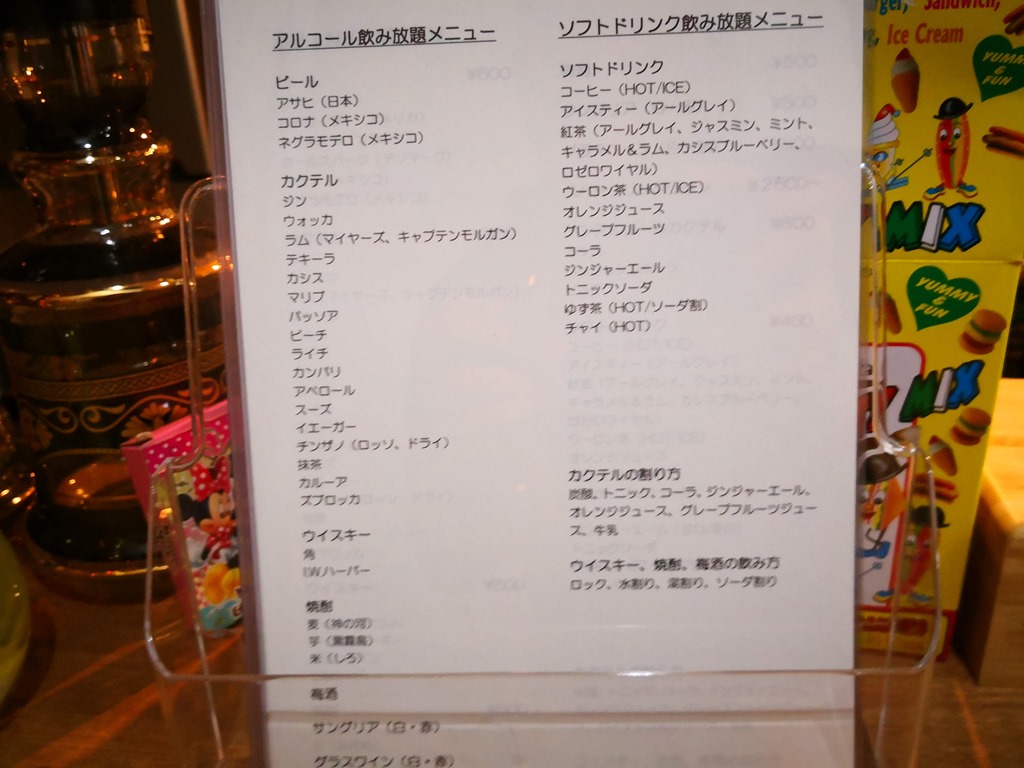 アルコール飲み放題メニュー
ビール
アサヒ（日本）
コロナ（メキシコ）
ネグラモデロ（メキシコ）
カクテル
ジン
ウォッカ
ラム（マイヤーズ、キャプテンモルガン）
テキーラ
カシス
マリブ
パッソア
ピーチ
ライチ
カンパリ
アペロール
スーズ
イエーガー
チンザノ（ロッソ、ドライ）
抹茶
カルーア
ズブロッカ
ウイスキー
角
I.Wハーパー
焼酎
麦（神の河）
芋（黒霧島）
米（しろ）
梅酒
サングリア（白・赤）
グラスワイン（白・赤）
ソフトドリンク飲み放題メニュー
ソフトドリンク
コーヒー（HOT/ICE）
アイスティー（アールグレイ）
紅茶（アールグレイ、ジャスミン、ミント、
キャラメル＆ラム、カシスブルーベリー、
ロゼロワイヤル）
ウーロン茶（HOT/ICE）
オレンジジュース
グレープフルーツ
コーラ
ジンジャーエール
トニックソーダ
ゆず茶（HOT/ソーダ割）
チャイ（HOT）
カクテルの割り方
炭酸、トニック、コーラ、ジンジャーエール、
オレンジジュース、グレープフルーツジュー
ス、牛乳
ウイスキー、焼酎、梅酒の飲み方
ロック、水割り、湯割り、ソーダ割り
Sandwich,
Ice Cream
YUMMY
&
FUN
MIX
YUMMY
&
FUN
MIX